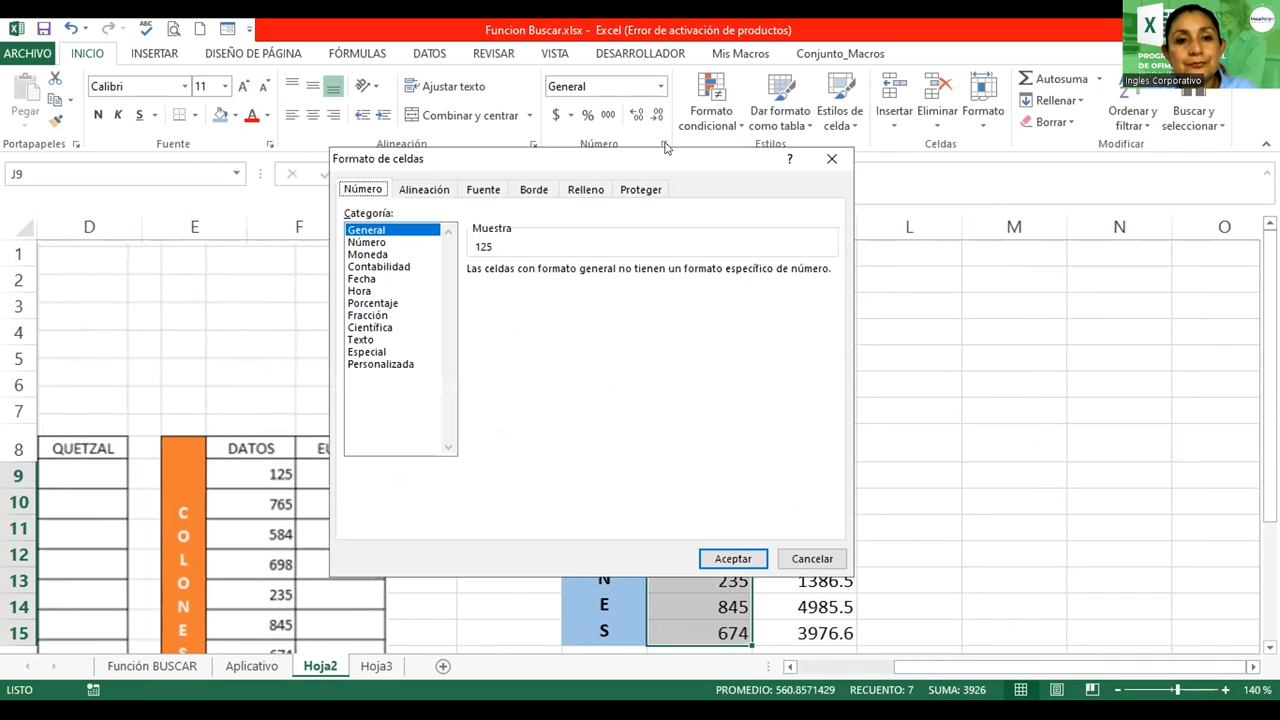 Funcion Buscar.xlsx - Excel (Error de activación de productos)
ARCHIVO INICIO INSERTAR DISEÑO DE PÁGINA FÓRMULAS DATOS REVISAR VISTA DESARROLLADOR Mis Macros Conjunto_Macros
Inglés Corporativo
Pegar
Calibri 11
N K S
Ajustar texto
Combinar y centrar
General
$ % 000
Formato condicional
Dar formato como tabla
Estilos de celda
Insertar
Eliminar
Formato
Autosuma
Rellenar
Borrar
Ordenar y filtrar
Buscar y seleccionar
Portapapeles Fuente Alineación Número Estilos Celdas Modificar
J9
Formato de celdas
Número Alineación Fuente Borde Relleno Proteger
Categoría:
General
Número
Moneda
Contabilidad
Fecha
Hora
Porcentaje
Fracción
Científica
Texto
Especial
Personalizada
Muestra
125
Las celdas con formato general no tienen un formato específico de número.
Aceptar Cancelar
D E F L M N O
1
2
3
4
5
6
7
8 QUETZAL DATOS EU
9 125
10 765
11 584
12 698
13 235 235 1386.5
14 845 845 4985.5
15 674 3976.6
C
O
L
O
N
E
S
N
E
S
Función BUSCAR Aplicativo Hoja2 Hoja3
LISTO PROMEDIO: 560.8571429 RECUENTO: 7 SUMA: 3926 140 %